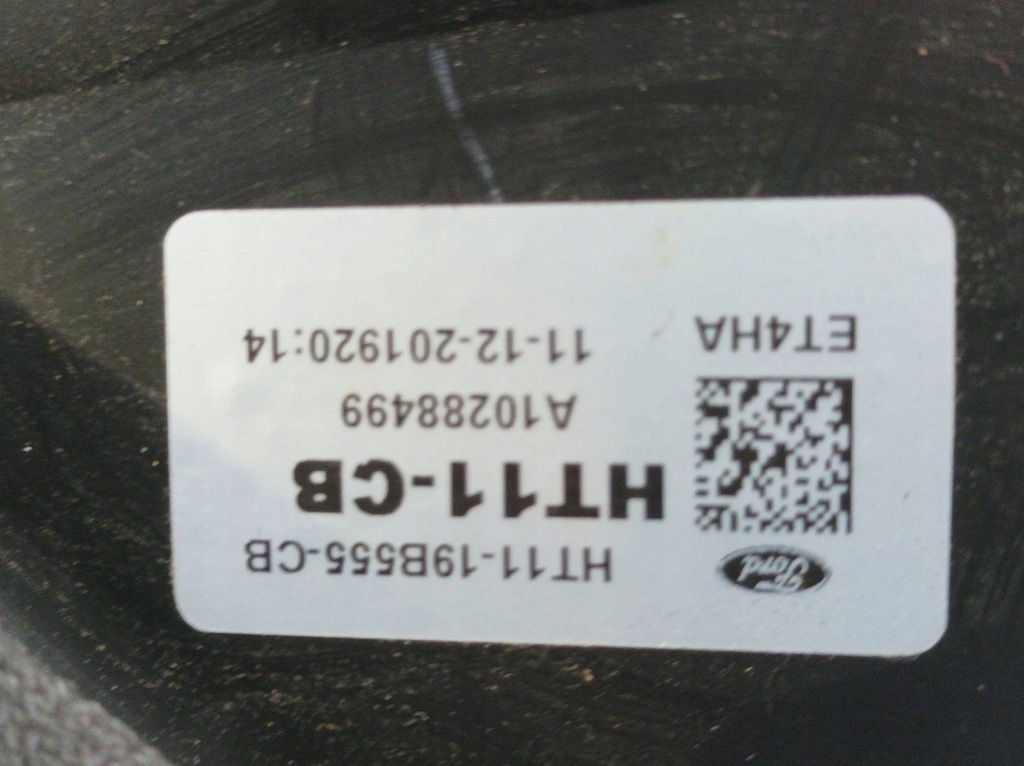 Ford
HT11-19B555-CB
HT11-CB
A10288499
ET4HA
11-12-201920:14